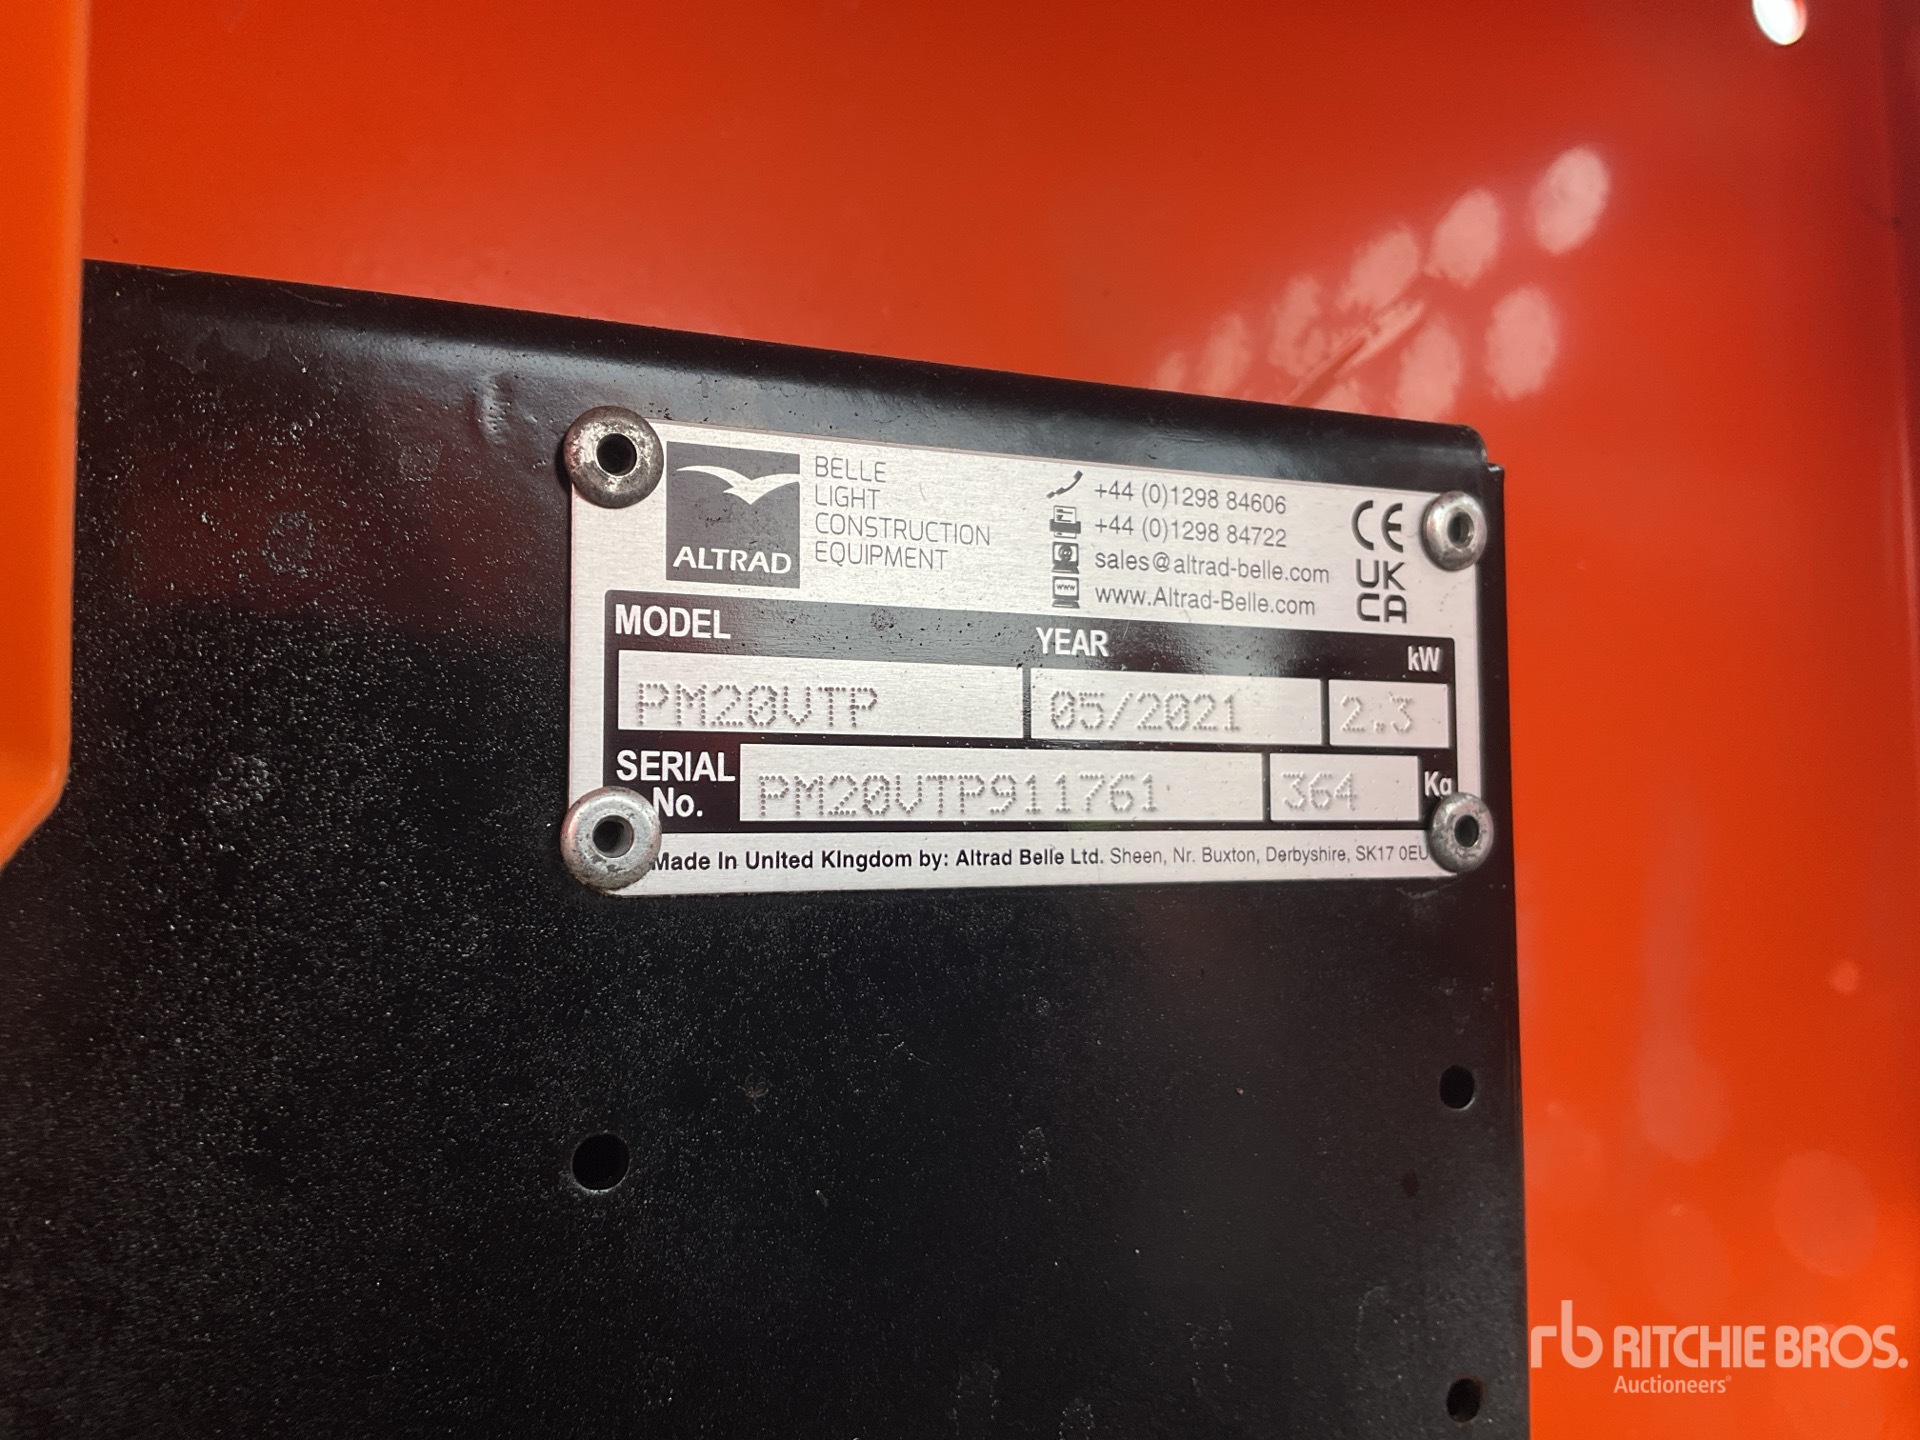 ALTRAD
BELLE
LIGHT
CONSTRUCTION
EQUIPMENT
+44 (0)1298 84606
+44 (0)1298 84722
sales@altrad-belle.com
www
www.Altrad-Belle.com
CE
UK
CA
MODEL YEAR kW
PM20VTP 05/2021 2.3
SERIAL
No. PM20VTP911761 364 Kg
Made In United Kingdom by: Altrad Belle Ltd. Sheen, Nr. Buxton, Derbyshire, SK17 0EU
rb RITCHIE BROS.
Auctioneers